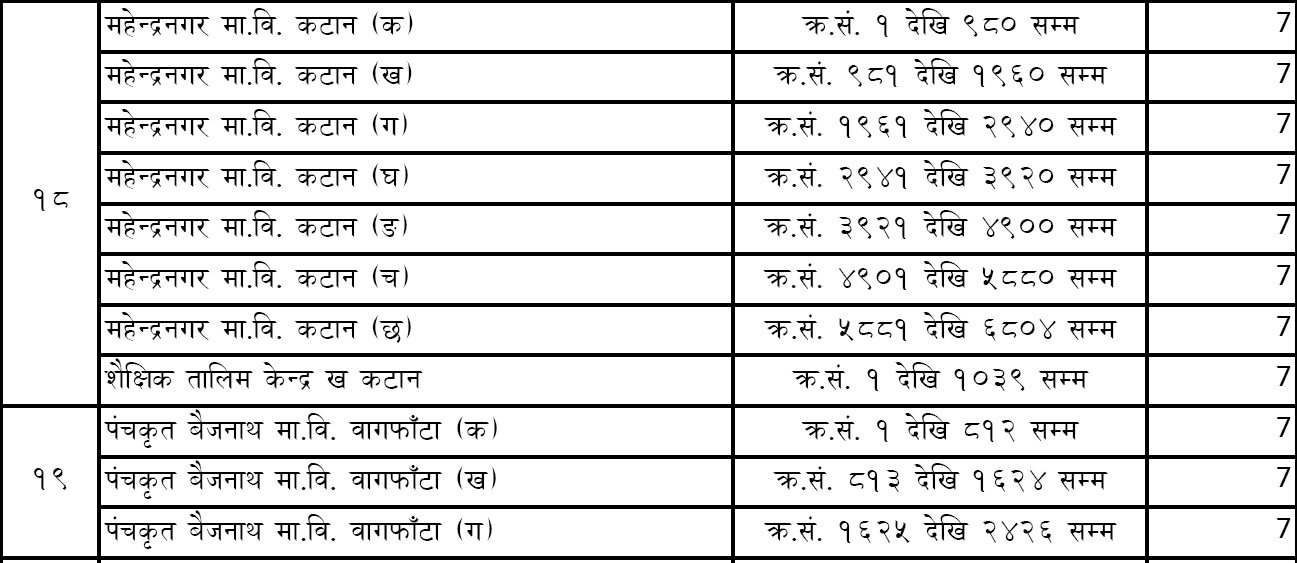 महेन्द्रनगर मा.वि. कटान (क) क्र.सं. १ देखि ९८० सम्म 7
महेन्द्रनगर मा.वि. कटान (ख) क्र.सं. ९८१ देखि १९६० सम्म 7
महेन्द्रनगर मा.वि. कटान (ग) क्र.सं. १९६१ देखि २९४० सम्म 7
महेन्द्रनगर मा.वि. कटान (घ) क्र.सं. २९४१ देखि ३९२० सम्म 7
१८
महेन्द्रनगर मा.वि. कटान (ङ) क्र.सं. ३९२१ देखि ४९०० सम्म 7
महेन्द्रनगर मा.वि. कटान (च) क्र.सं. ४९०१ देखि ५८८० सम्म 7
महेन्द्रनगर मा.वि. कटान (छ) क्र.सं. ५८८१ देखि ६८०४ सम्म 7
शैक्षिक तालिम केन्द्र ख कटान क्र.सं. १ देखि १०३९ सम्म 7
पंचकृत बैजनाथ मा.वि. वागफाँटा (क) क्र.सं. १ देखि ८१२ सम्म 7
१९ पंचकृत बैजनाथ मा.वि. वागफाँटा (ख) क्र.सं. ८१३ देखि १६२४ सम्म 7
पंचकृत बैजनाथ मा.वि. वागफाँटा (ग) क्र.सं. १६२५ देखि २४२६ सम्म 7